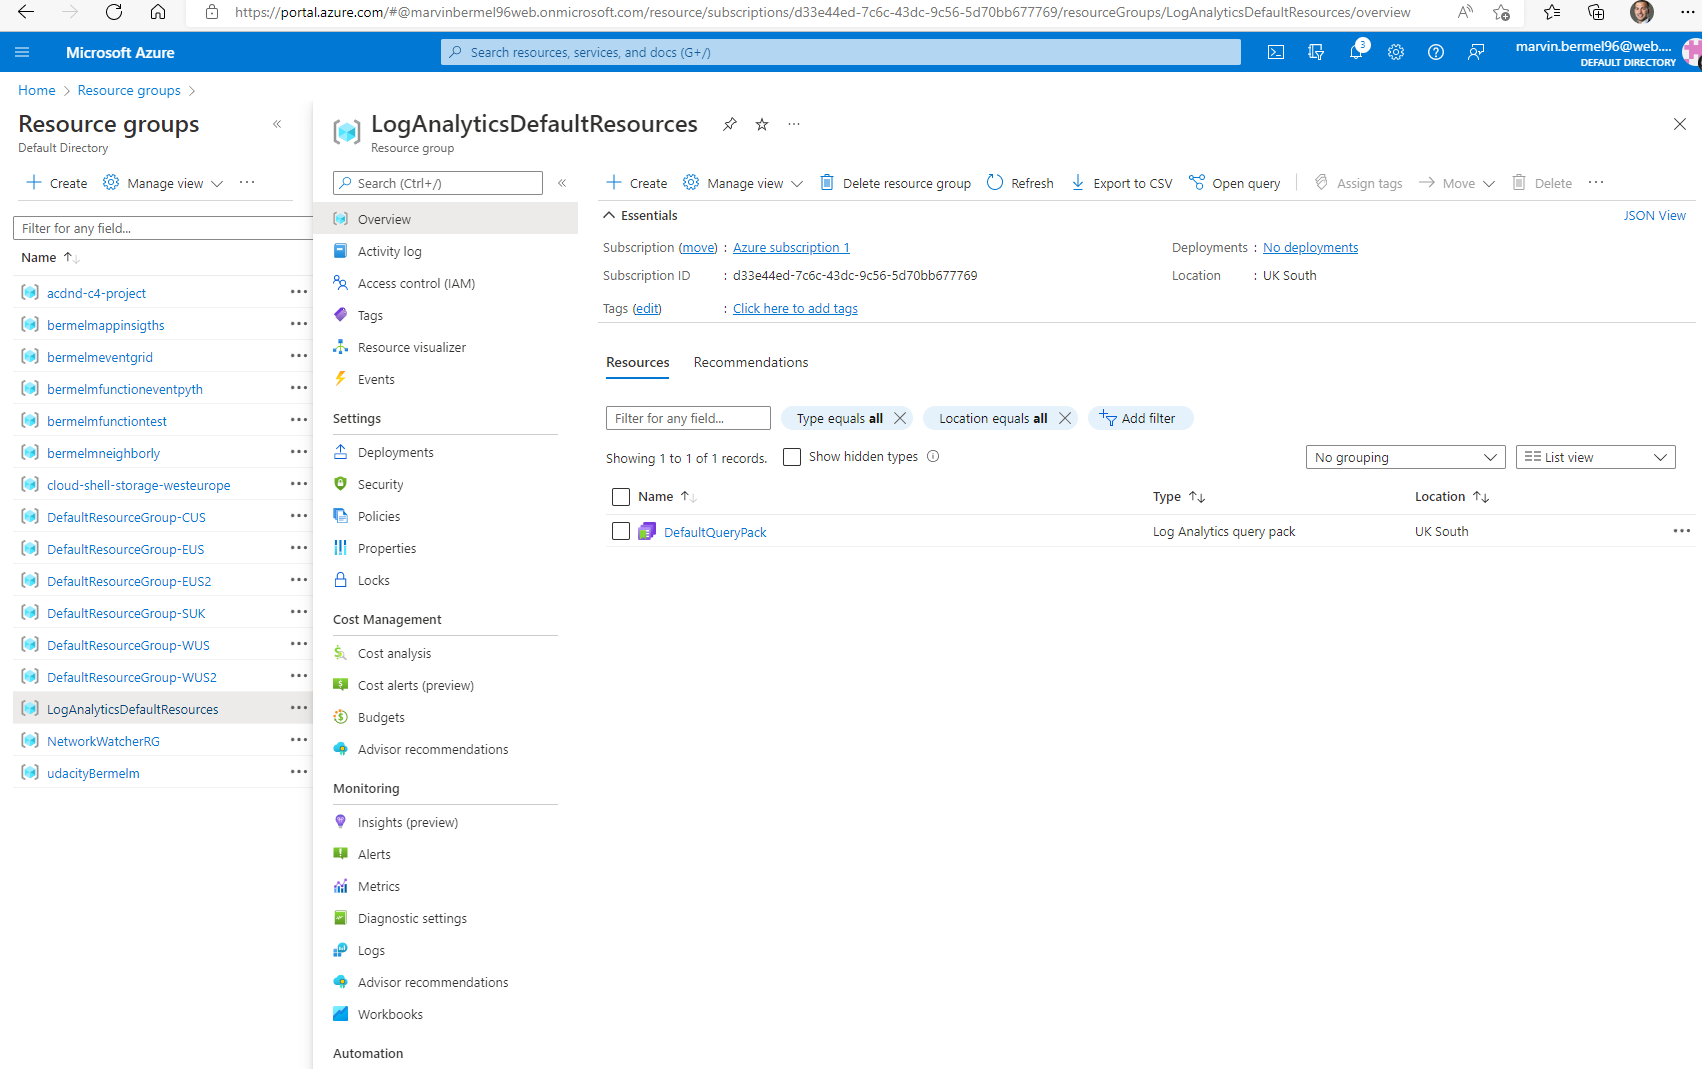 https://portal.azure.com/#@marvinbermel96web.onmicrosoft.com/resource/subscriptions/d33e44ed-7c6c-43dc-9c56-5d70bb677769/resourceGroups/LogAnalyticsDefaultResources/overview
Microsoft Azure
Search resources, services, and docs (G+/)
3
marvin.bermel96@web....
DEFAULT DIRECTORY
Home > Resource groups >
Resource groups
Default Directory
Create
Manage view
Filter for any field...
Name
acdnd-c4-project
bermelmappinsigths
bermelmeventgrid
bermelmfunctioneventpyth
bermelmfunctiontest
bermelmneighborly
cloud-shell-storage-westeurope
DefaultResourceGroup-CUS
DefaultResourceGroup-EUS
DefaultResourceGroup-EUS2
DefaultResourceGroup-SUK
DefaultResourceGroup-WUS
DefaultResourceGroup-WUS2
LogAnalyticsDefaultResources
NetworkWatcherRG
udacityBermelm
LogAnalyticsDefaultResources
Resource group
Search (Ctrl+/)
Overview
Activity log
Access control (IAM)
Tags
Resource visualizer
Events
Settings
Deployments
Security
Policies
Properties
Locks
Cost Management
Cost analysis
Cost alerts (preview)
Budgets
Advisor recommendations
Monitoring
Insights (preview)
Alerts
Metrics
Diagnostic settings
Logs
Advisor recommendations
Workbooks
Automation
Create Manage view Delete resource group Refresh Export to CSV Open query Assign tags Move Delete
Essentials
JSON View
Subscription (move) : Azure subscription 1
Subscription ID : d33e44ed-7c6c-43dc-9c56-5d70bb677769
Tags (edit) : Click here to add tags
Deployments : No deployments
Location : UK South
Resources Recommendations
Filter for any field... Type equals all Location equals all Add filter
Showing 1 to 1 of 1 records. Show hidden types
No grouping List view
Name Type Location
DefaultQueryPack Log Analytics query pack UK South